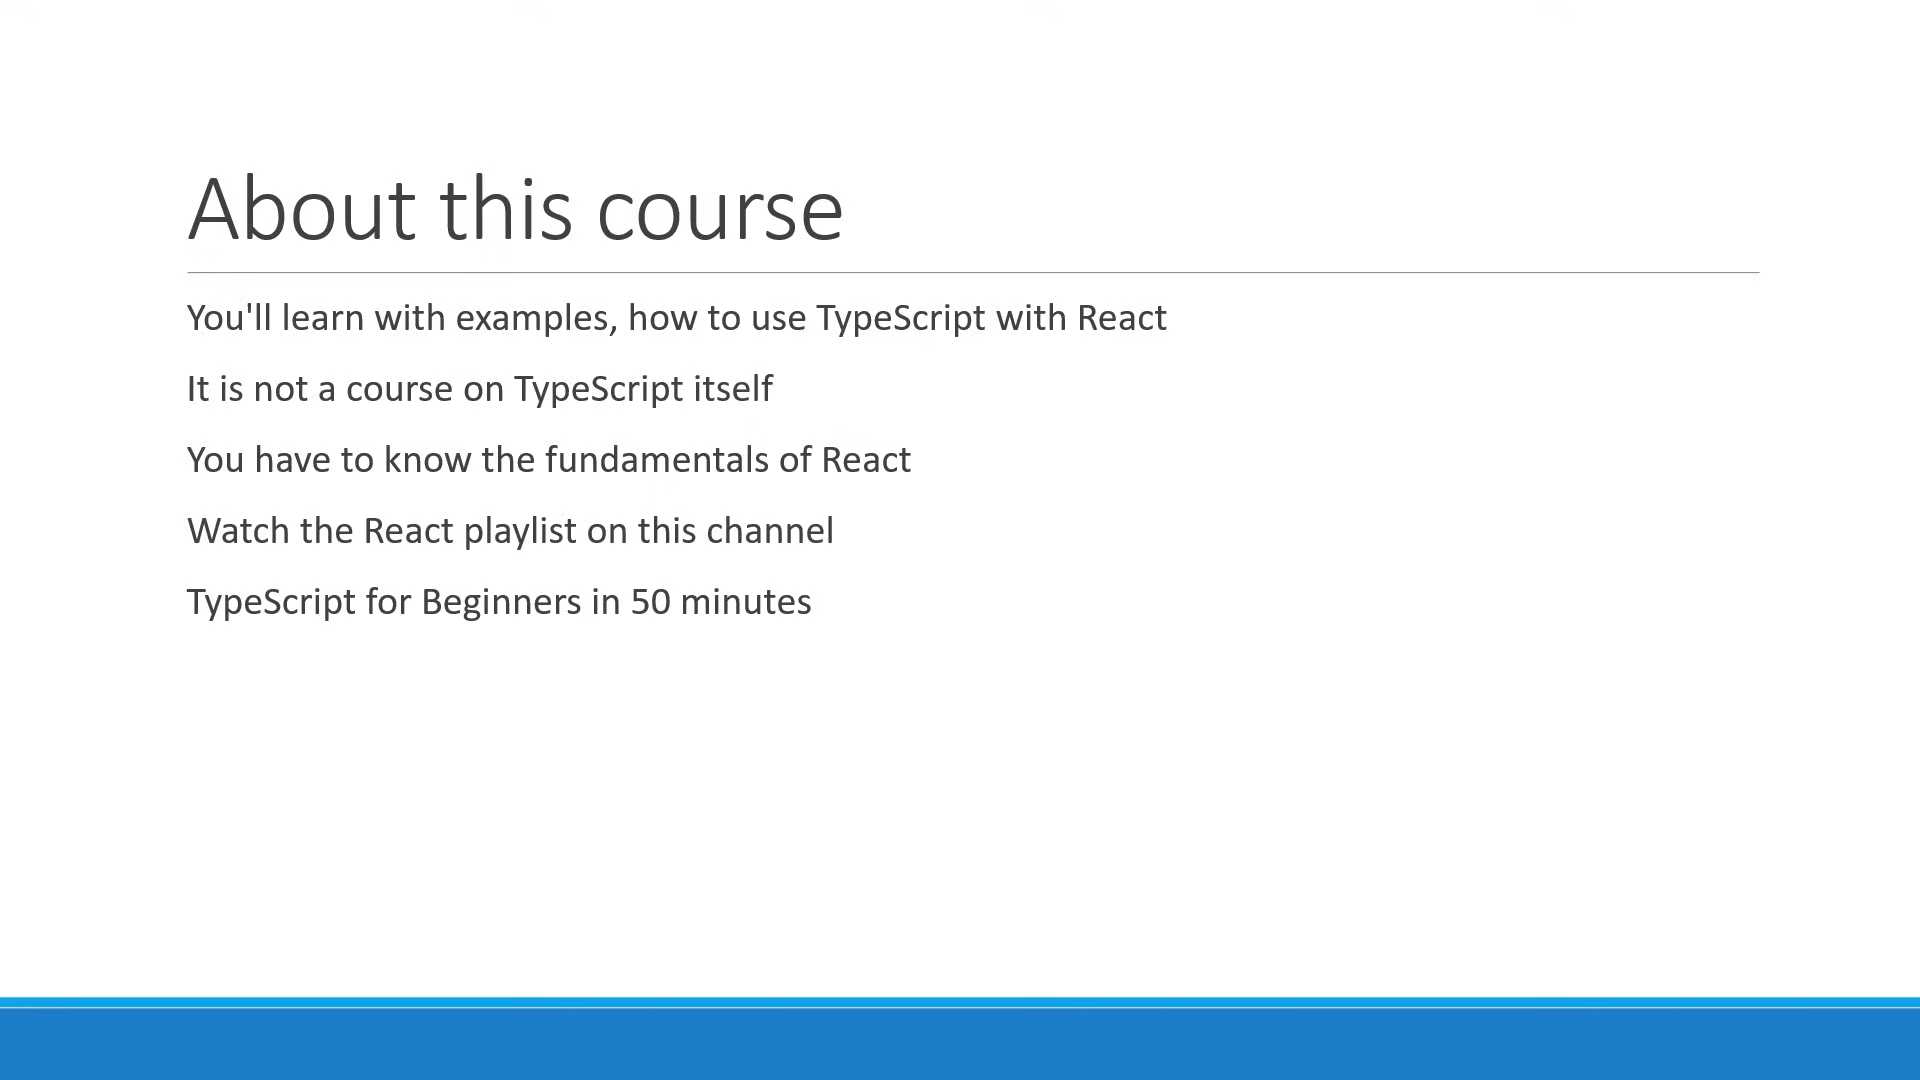 About this course
You'll learn with examples, how to use TypeScript with React
It is not a course on TypeScript itself
You have to know the fundamentals of React
Watch the React playlist on this channel
TypeScript for Beginners in 50 minutes